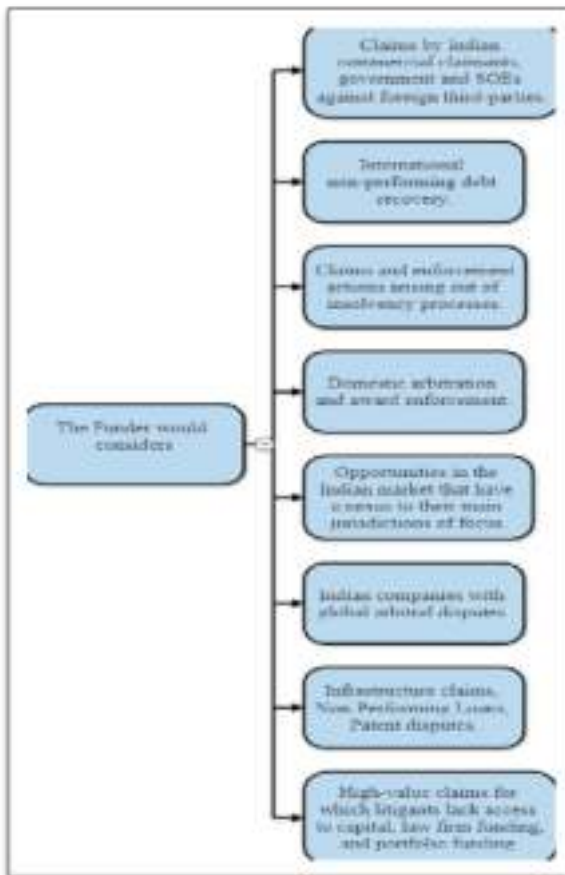 Claims by Indian
commercial claimants,
government and SOEs
against foreign third-parties.
International
non-performing debt
recovery.
Claims and enforcement
actions arising out of
insolvency processes.
Domestic arbitration
and award enforcement
The Funder would
considers
Opportunities in the
Indian market that have
a nexus to their main
jurisdictions of focus
Indian companies with
global arbitral disputes
Infrastructure claims,
Non Performing Loans,
Patent disputes
High-value claims for
which litigants lack access
to capital, law firm funding,
and portfolio funding